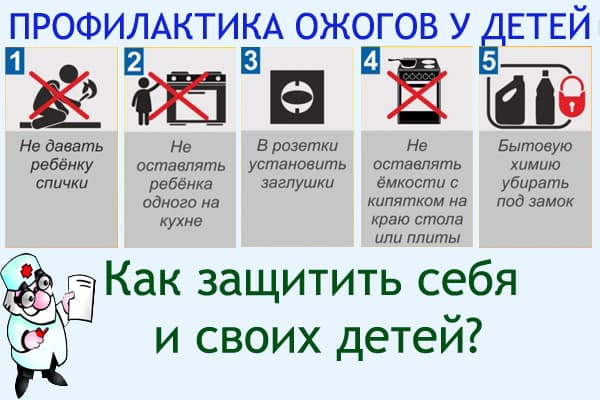 ПРОФИЛАКТИКА ОЖОГОВ У ДЕТЕЙ
1
Не давать
ребёнку
спички
2
Не
оставлять
ребёнка
одного на
кухне
3
В розетки
установить
заглушки
4
Не
оставлять
ёмкости с
кипятком на
краю стола
или плиты
5
Бытовую
химию
убирать
под замок
Как защитить себя
и своих детей?